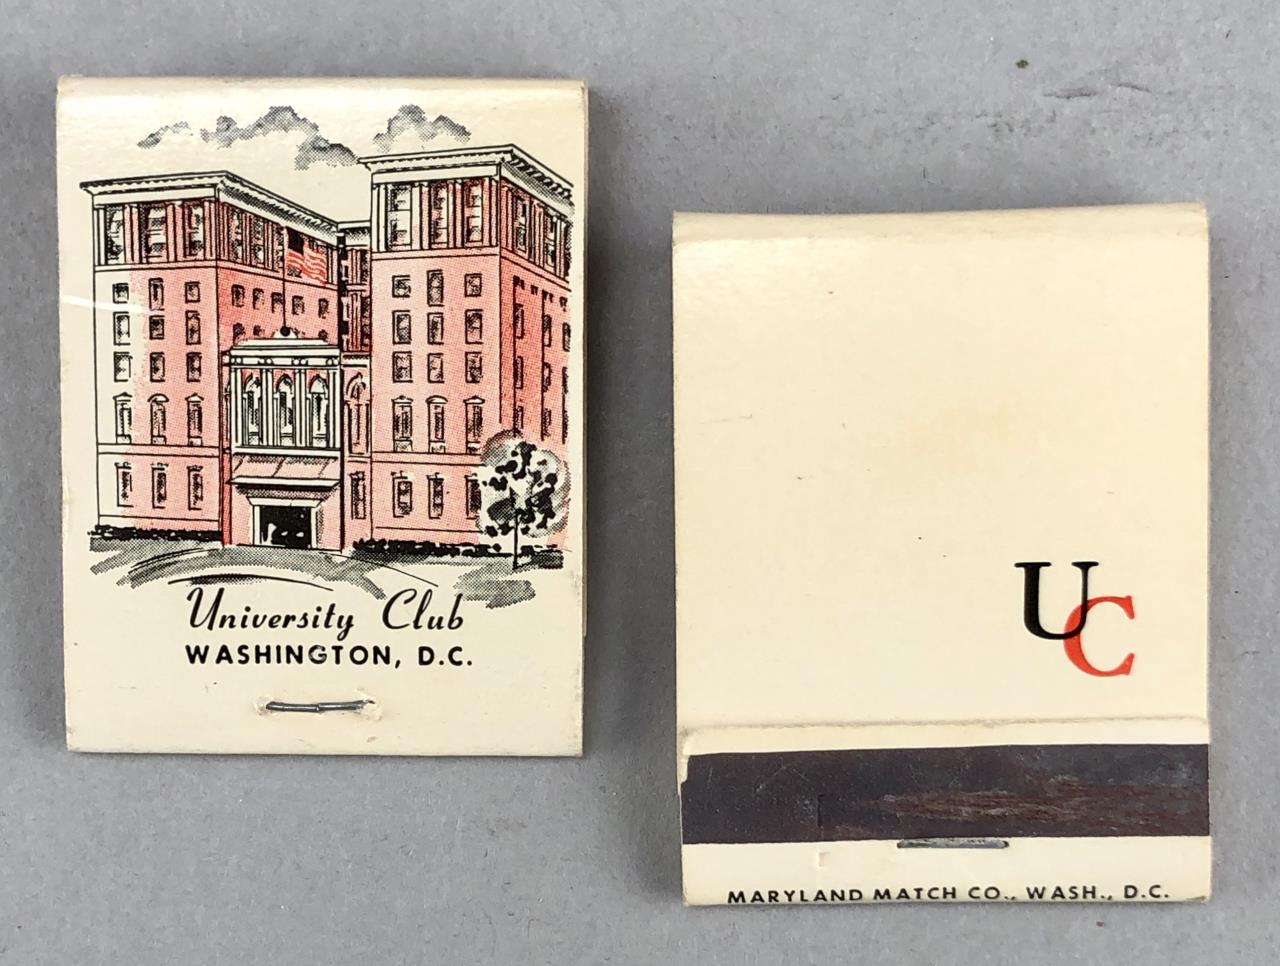 University Club
WASHINGTON, D.C.
UC
MARYLAND MATCH CO., WASH., D.C.